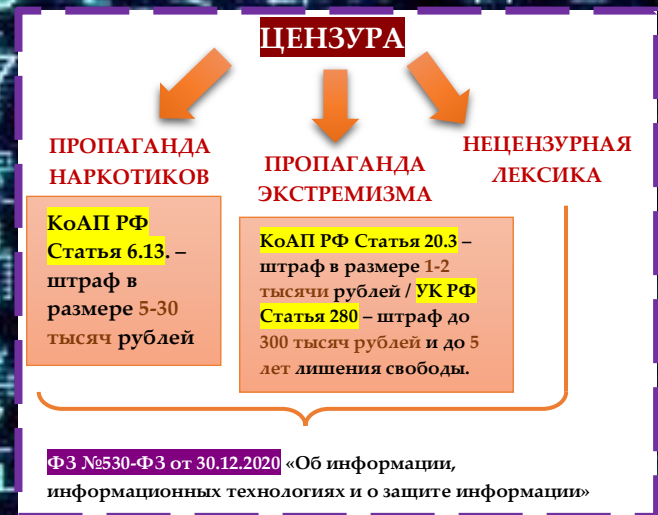 ЦЕНЗУРА
ПРОПАГАНДА
НАРКОТИКОВ
КоАП РФ
Статья 6.13. –
штраф в
размере 5-30
тысяч рублей
ПРОПАГАНДА
ЭКСТРЕМИЗМА
КоАП РФ Статья 20.3 –
штраф в размере 1-2
тысячи рублей / УК РФ
Статья 280 – штраф до
300 тысяч рублей и до 5
лет лишения свободы.
НЕЦЕНЗУРНАЯ
ЛЕКСИКА
ФЗ №530-ФЗ от 30.12.2020 «Об информации,
информационных технологиях и о защите информации»